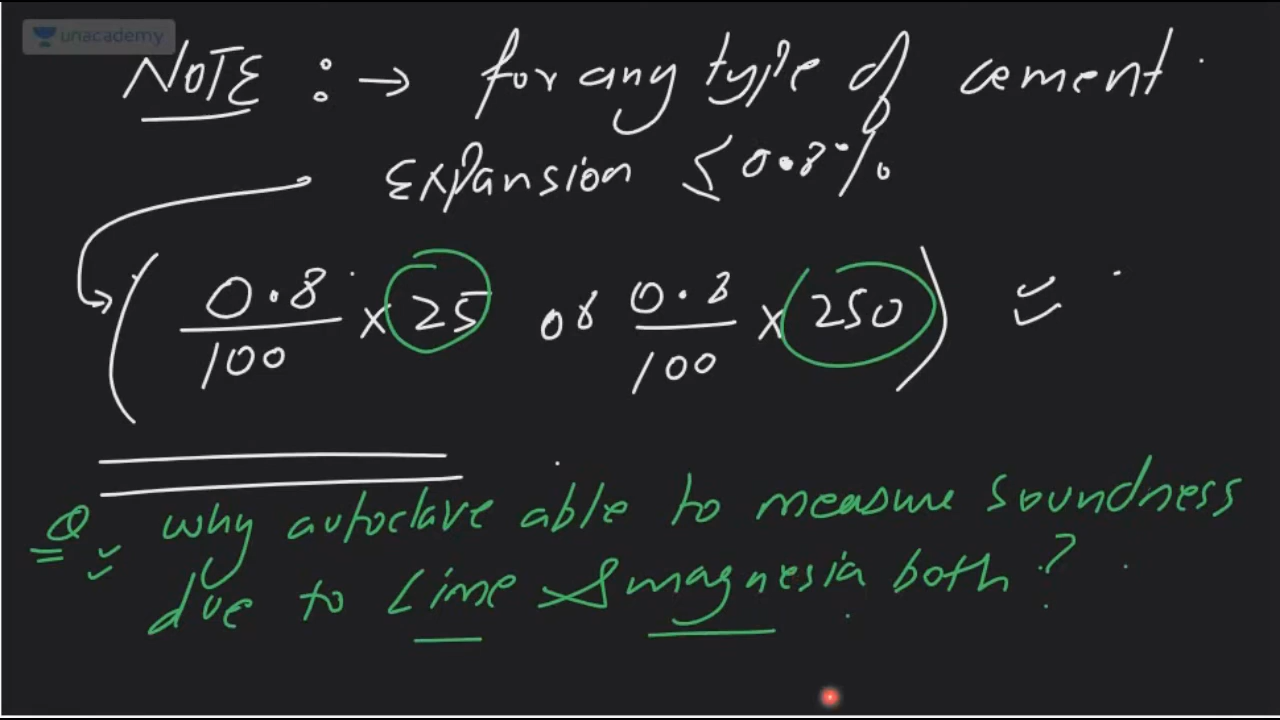 unacademy
NOTE :→ for any type of cement
Expansion ≤ 0.8%
( 0.8/100 × 25 or 0.8/100 × 250 )
Q why autoclave able to measure soundness
due to Lime & magnesia both?